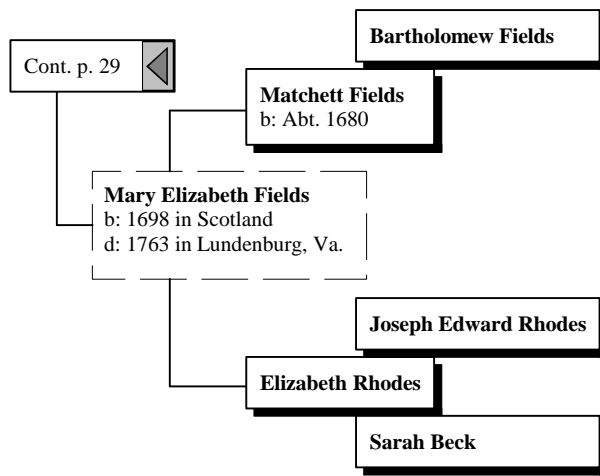 Bartholomew Fields
Cont. p. 29
Matchett Fields
b: Abt. 1680
Mary Elizabeth Fields
b: 1698 in Scotland
d: 1763 in Lundenburg, Va.
Joseph Edward Rhodes
Elizabeth Rhodes
Sarah Beck